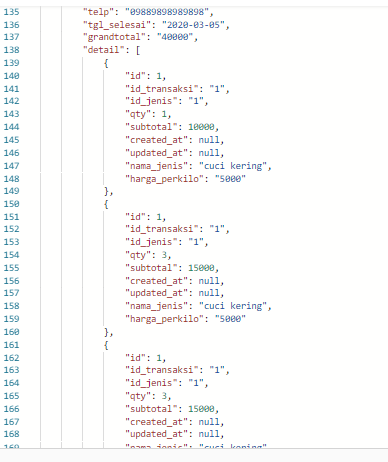 135 "telp": "09889898989898",
136 "tgl_selesai": "2020-03-05",
137 "grandtotal": "40000",
138 "detail": [
139 {
140 "id": 1,
141 "id_transaksi": "1",
142 "id_jenis": "1",
143 "qty": 1,
144 "subtotal": 10000,
145 "created_at": null,
146 "updated_at": null,
147 "nama_jenis": "cuci kering",
148 "harga_perkilo": "5000"
149 },
150 {
151 "id": 1,
152 "id_transaksi": "1",
153 "id_jenis": "1",
154 "qty": 3,
155 "subtotal": 15000,
156 "created_at": null,
157 "updated_at": null,
158 "nama_jenis": "cuci kering",
159 "harga_perkilo": "5000"
160 },
161 {
162 "id": 1,
163 "id_transaksi": "1",
164 "id_jenis": "1",
165 "qty": 3,
166 "subtotal": 15000,
167 "created_at": null,
168 "updated_at": null,
169 "nama_jenis": "cuci kering"